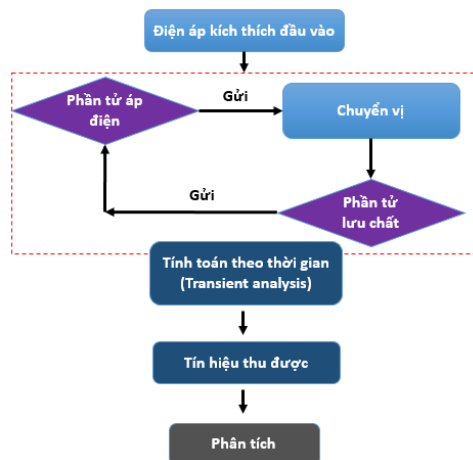 Điện áp kích thích đầu vào
Phần tử áp
điện
Gửi
Chuyển vị
Gửi
Phần tử
lưu chất
Tính toán theo thời gian
(Transient analysis)
Tín hiệu thu được
Phân tích